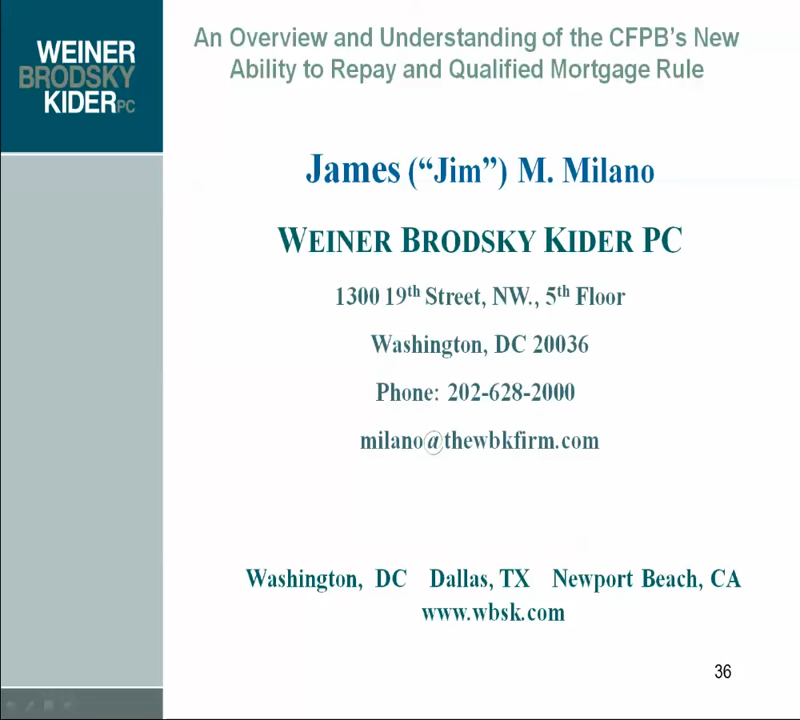 WEINER
BRODSKY
KIDER PC
An Overview and Understanding of the CFPB's New
Ability to Repay and Qualified Mortgage Rule
James ("Jim") M. Milano
WEINER BRODSKY KIDER PC
1300 19th Street, NW., 5th Floor
Washington, DC 20036
Phone: 202-628-2000
milano@thewbkfirm.com
Washington, DC Dallas, TX Newport Beach, CA
www.wbsk.com
36